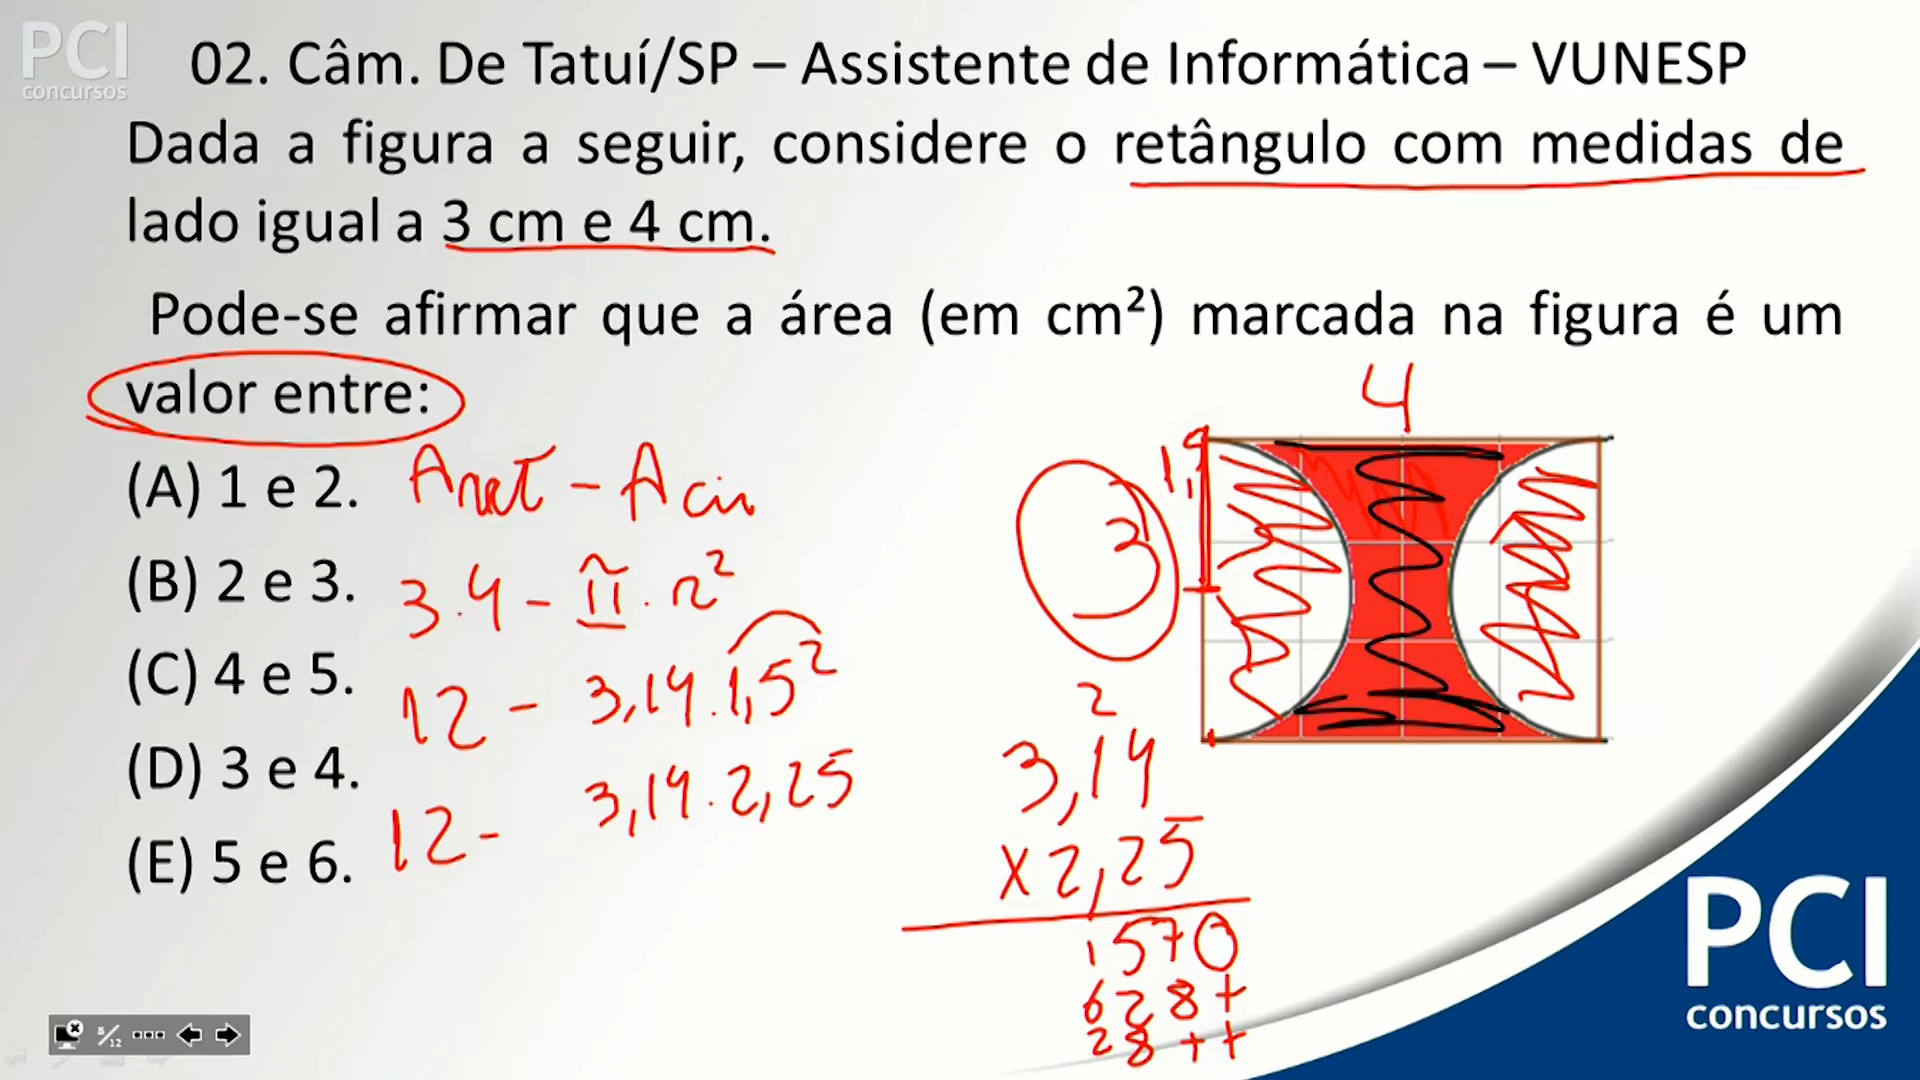 PCI
concursos
02. Câm. De Tatuí/SP – Assistente de Informática – VUNESP
Dada a figura a seguir, considere o retângulo com medidas de
lado igual a 3 cm e 4 cm.
Pode-se afirmar que a área (em cm²) marcada na figura é um
valor entre:
(A) 1 e 2.
(B) 2 e 3.
(C) 4 e 5.
(D) 3 e 4.
(E) 5 e 6.
Aret - Acir
3.4 - π.r²
12 - 3,14.1,5²
12 - 3,14.2,25
4
3
3,14
x2,25
1570
628+
PCI
concursos
5/12